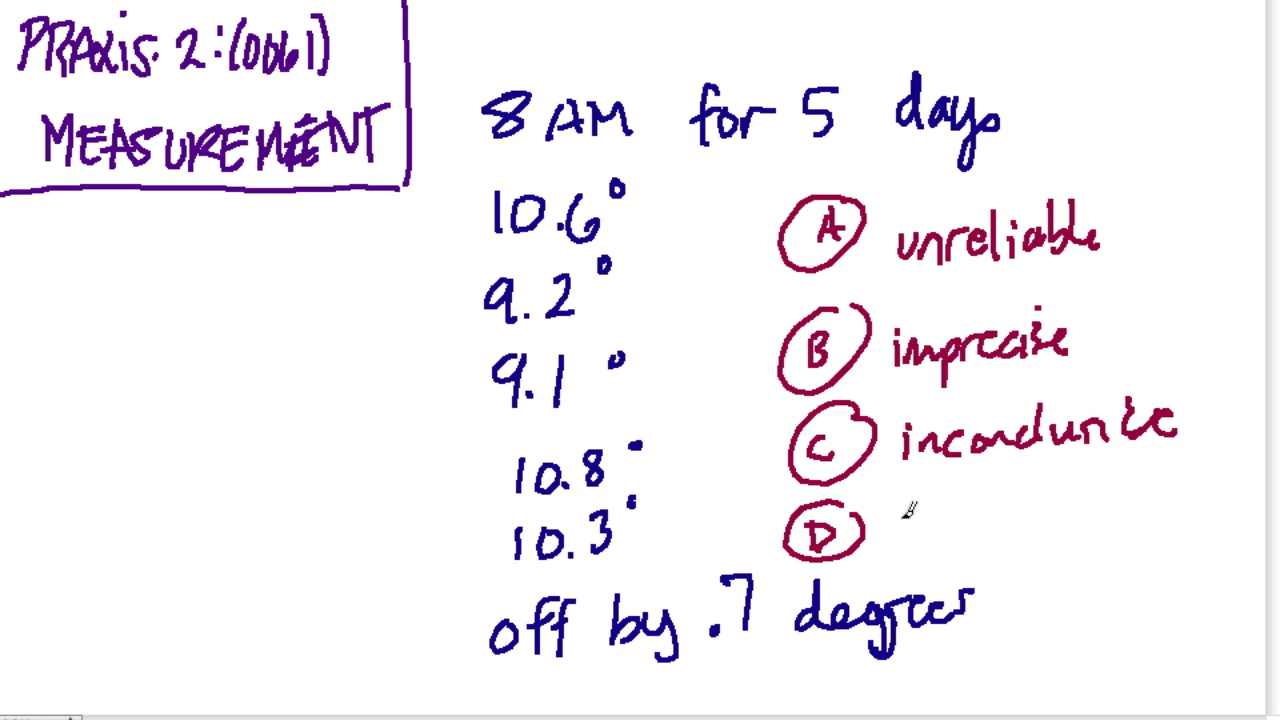 PRAxis 2:(0061)
MEASUREMENT
8 AM for 5 days
10.6°
9.2°
9.1°
10.8°
10.3°
off by .7 degrees
A unreliable
B imprecise
C
D